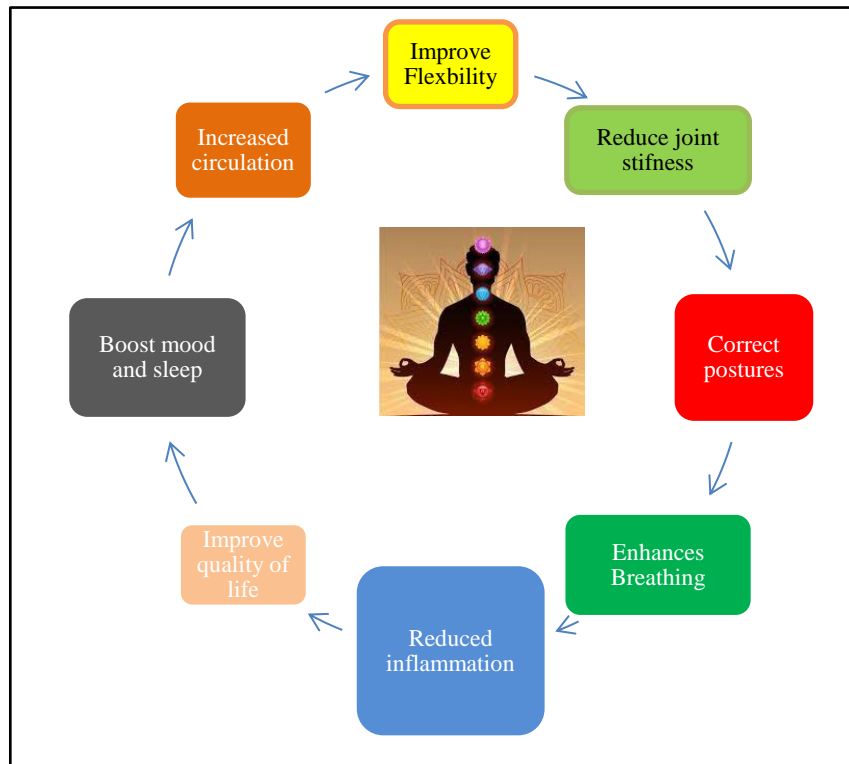 Improve
Flexbility
Reduce joint
stifness
Correct
postures
Enhances
Breathing
Reduced
inflammation
Improve
quality of
life
Boost mood
and sleep
Increased
circulation